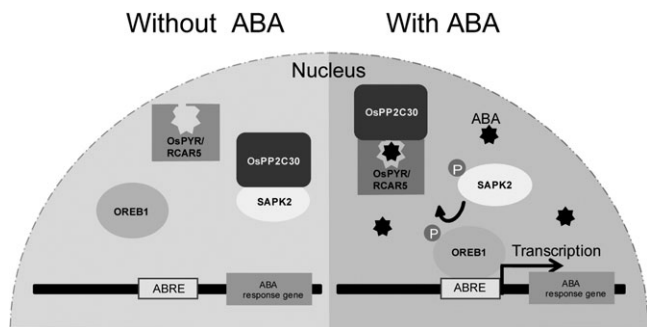 Without ABA
With ABA
Nucleus
OsPYR/
RCAR5
OsPP2C30
SAPK2
OREB1
ABRE
ABA
response gene
OsPP2C30
OsPYR/
RCAR5
ABA
P
SAPK2
P
OREB1
Transcription
ABRE
ABA
response gene